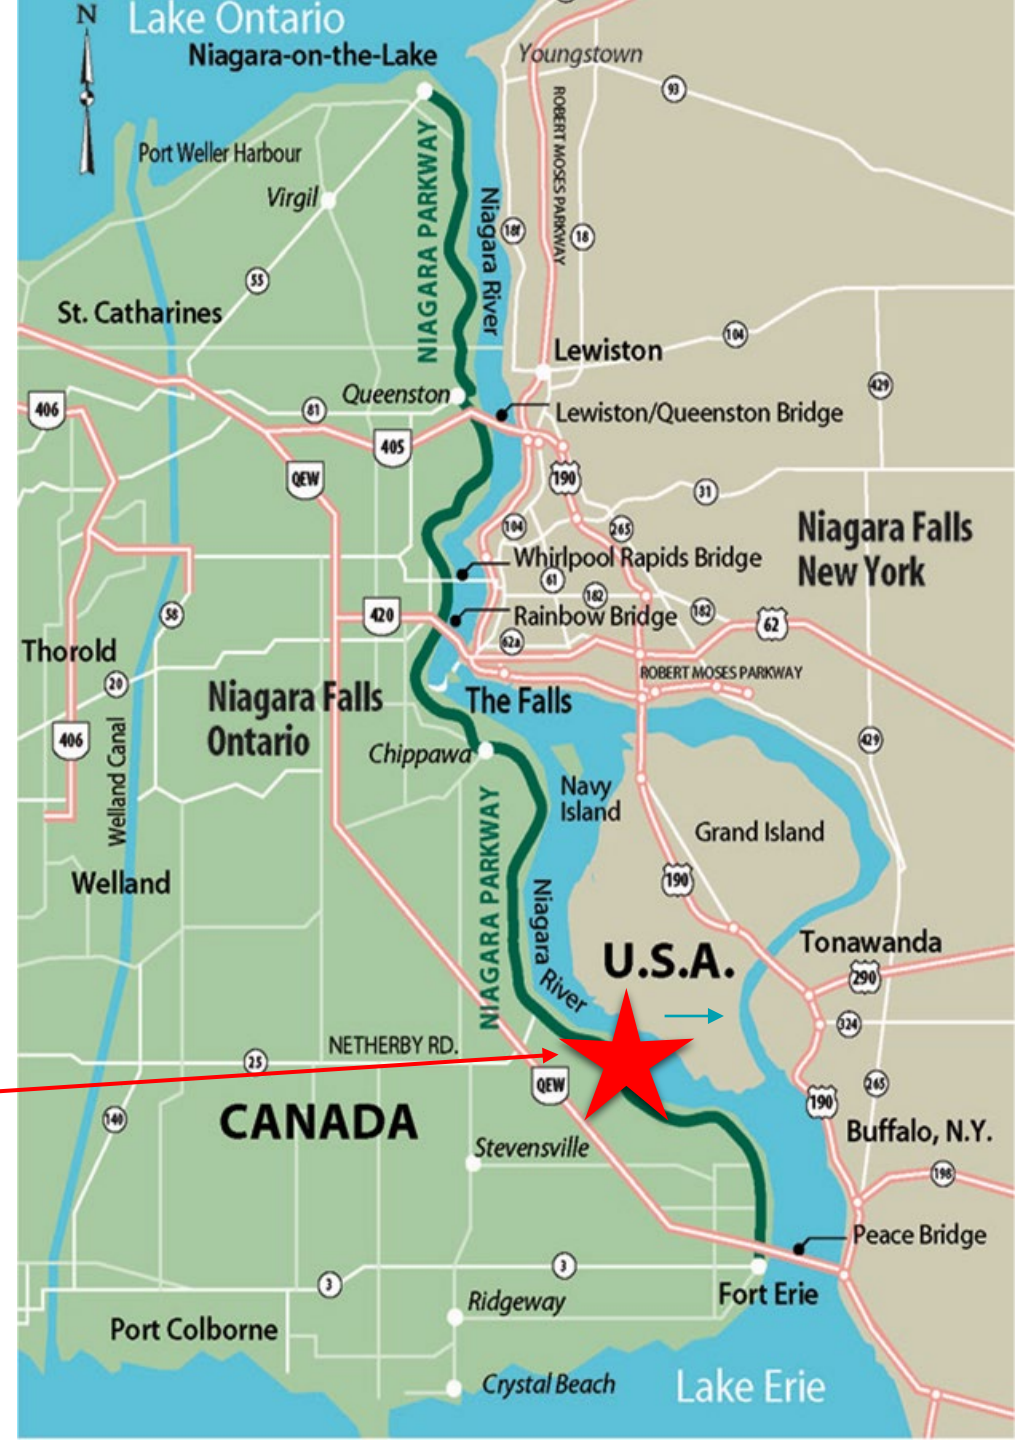 N
Lake Ontario
Niagara-on-the-Lake
Youngstown
93
ROBERT MOSES PARKWAY
Port Weller Harbour
NIAGARA PARKWAY
Virgil
Niagara River
18f
18
55
St. Catharines
104
Lewiston
429
Queenston
406
81
Lewiston/Queenston Bridge
405
QEW
190
31
104
265
Niagara Falls
New York
Whirlpool Rapids Bridge
61
182
182
58
420
Rainbow Bridge
62
62a
Thorold
ROBERT MOSES PARKWAY
20
Niagara Falls
Ontario
The Falls
406
429
Welland Canal
Chippawa
Navy
Island
NIAGARA PARKWAY
Grand Island
190
Welland
Niagara
River
U.S.A.
Tonawanda
290
324
NETHERBY RD.
25
QEW
265
190
140
CANADA
Buffalo, N.Y.
Stevensville
198
Peace Bridge
3
3
Fort Erie
Ridgeway
Port Colborne
Crystal Beach
Lake Erie